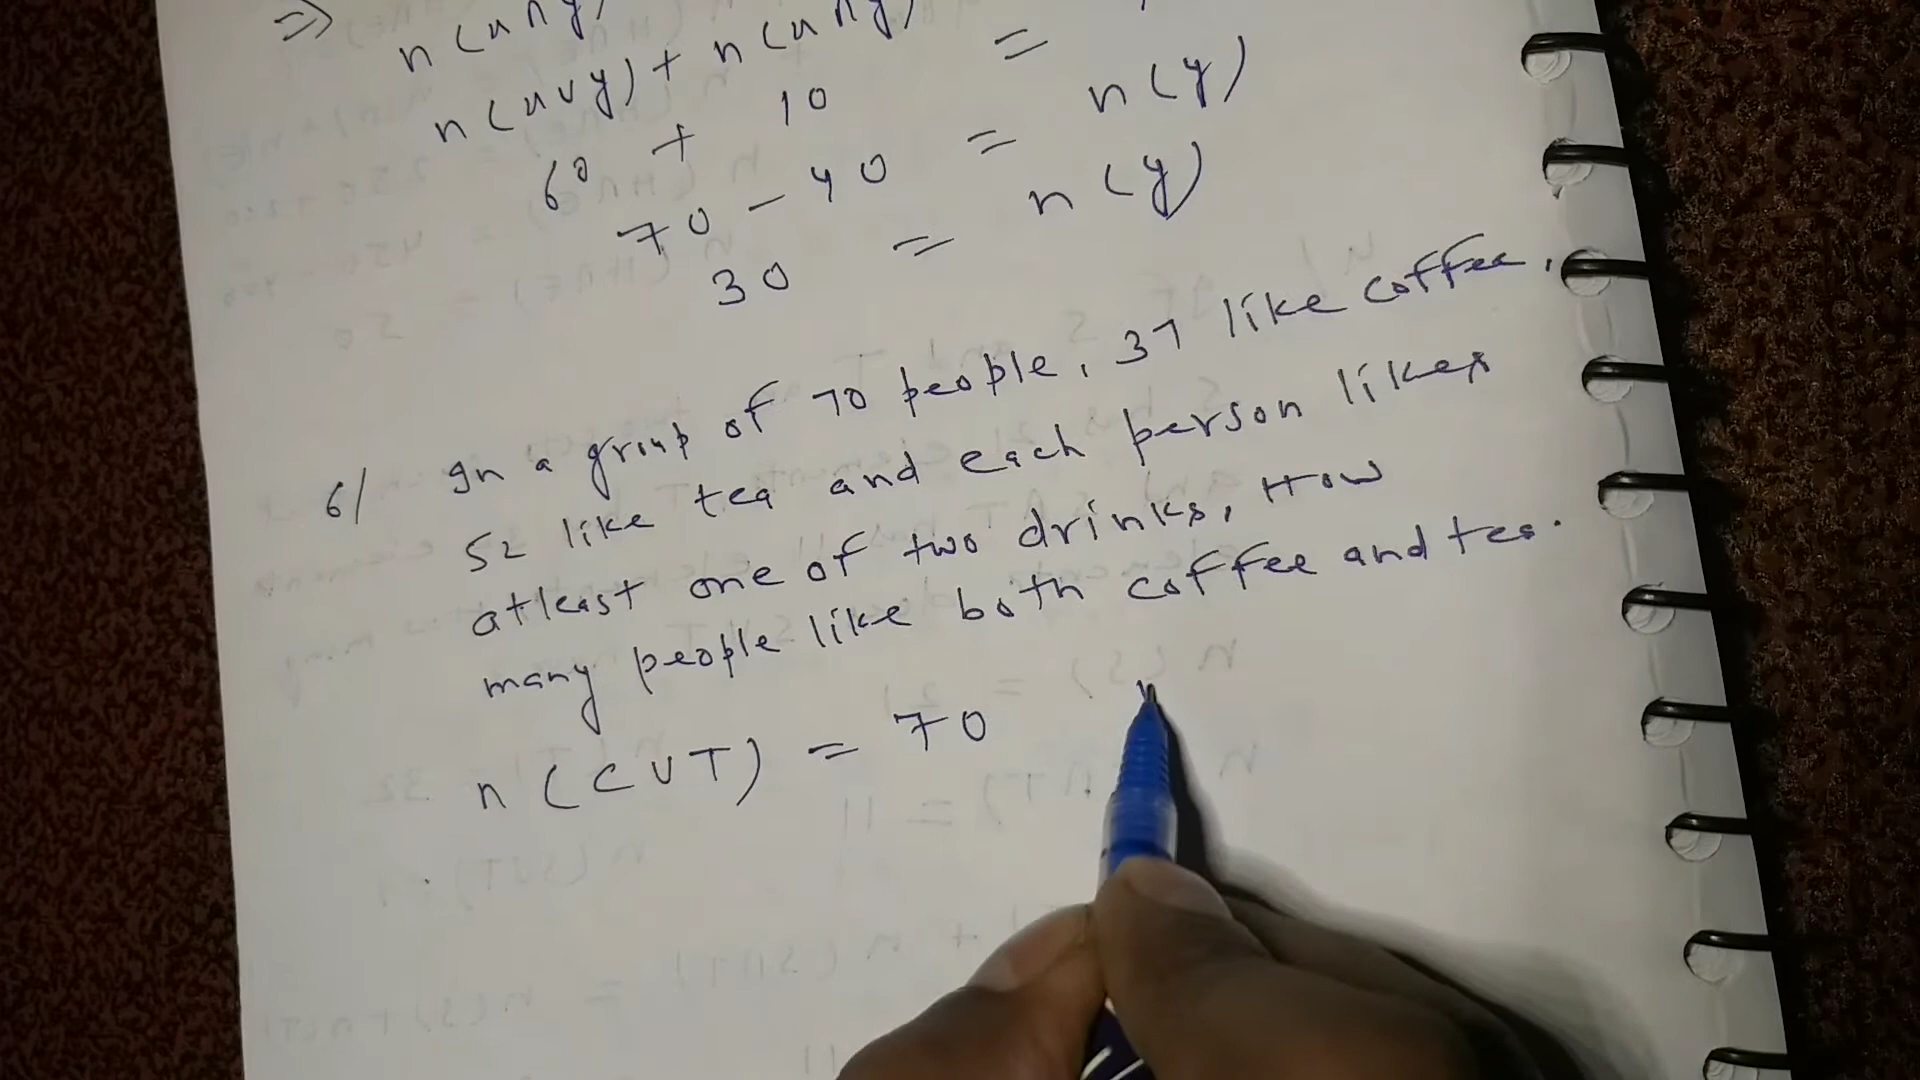 =>
n(x∩y)
n(x∪y) + n(x∩y) =
60 + 10 = n(y)
70 - 40 = n(y)
30
6/ In a group of 70 people, 37 like coffee,
52 like tea and each person likes
atleast one of two drinks, How
many people like both coffee and tea.
n(C∪T) = 70